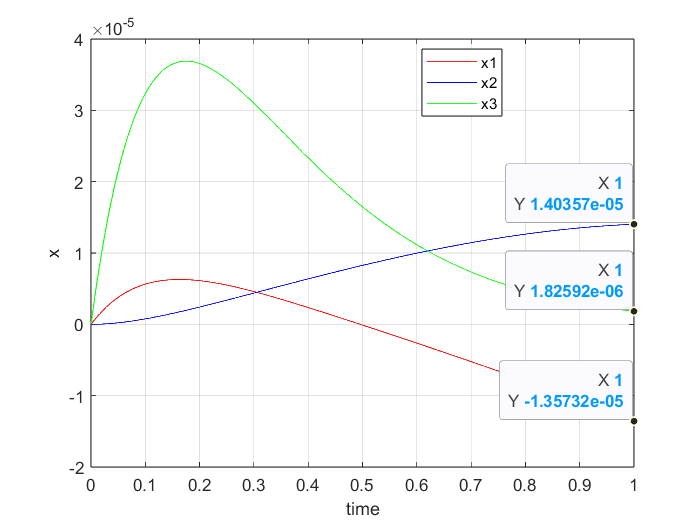 ×10-5
4
3
2
1
0
-1
-2
x
x1
x2
x3
X 1
Y 1.40357e-05
X 1
Y 1.82592e-06
X 1
Y -1.35732e-05
0 0.1 0.2 0.3 0.4 0.5 0.6 0.7 0.8 0.9 1
time